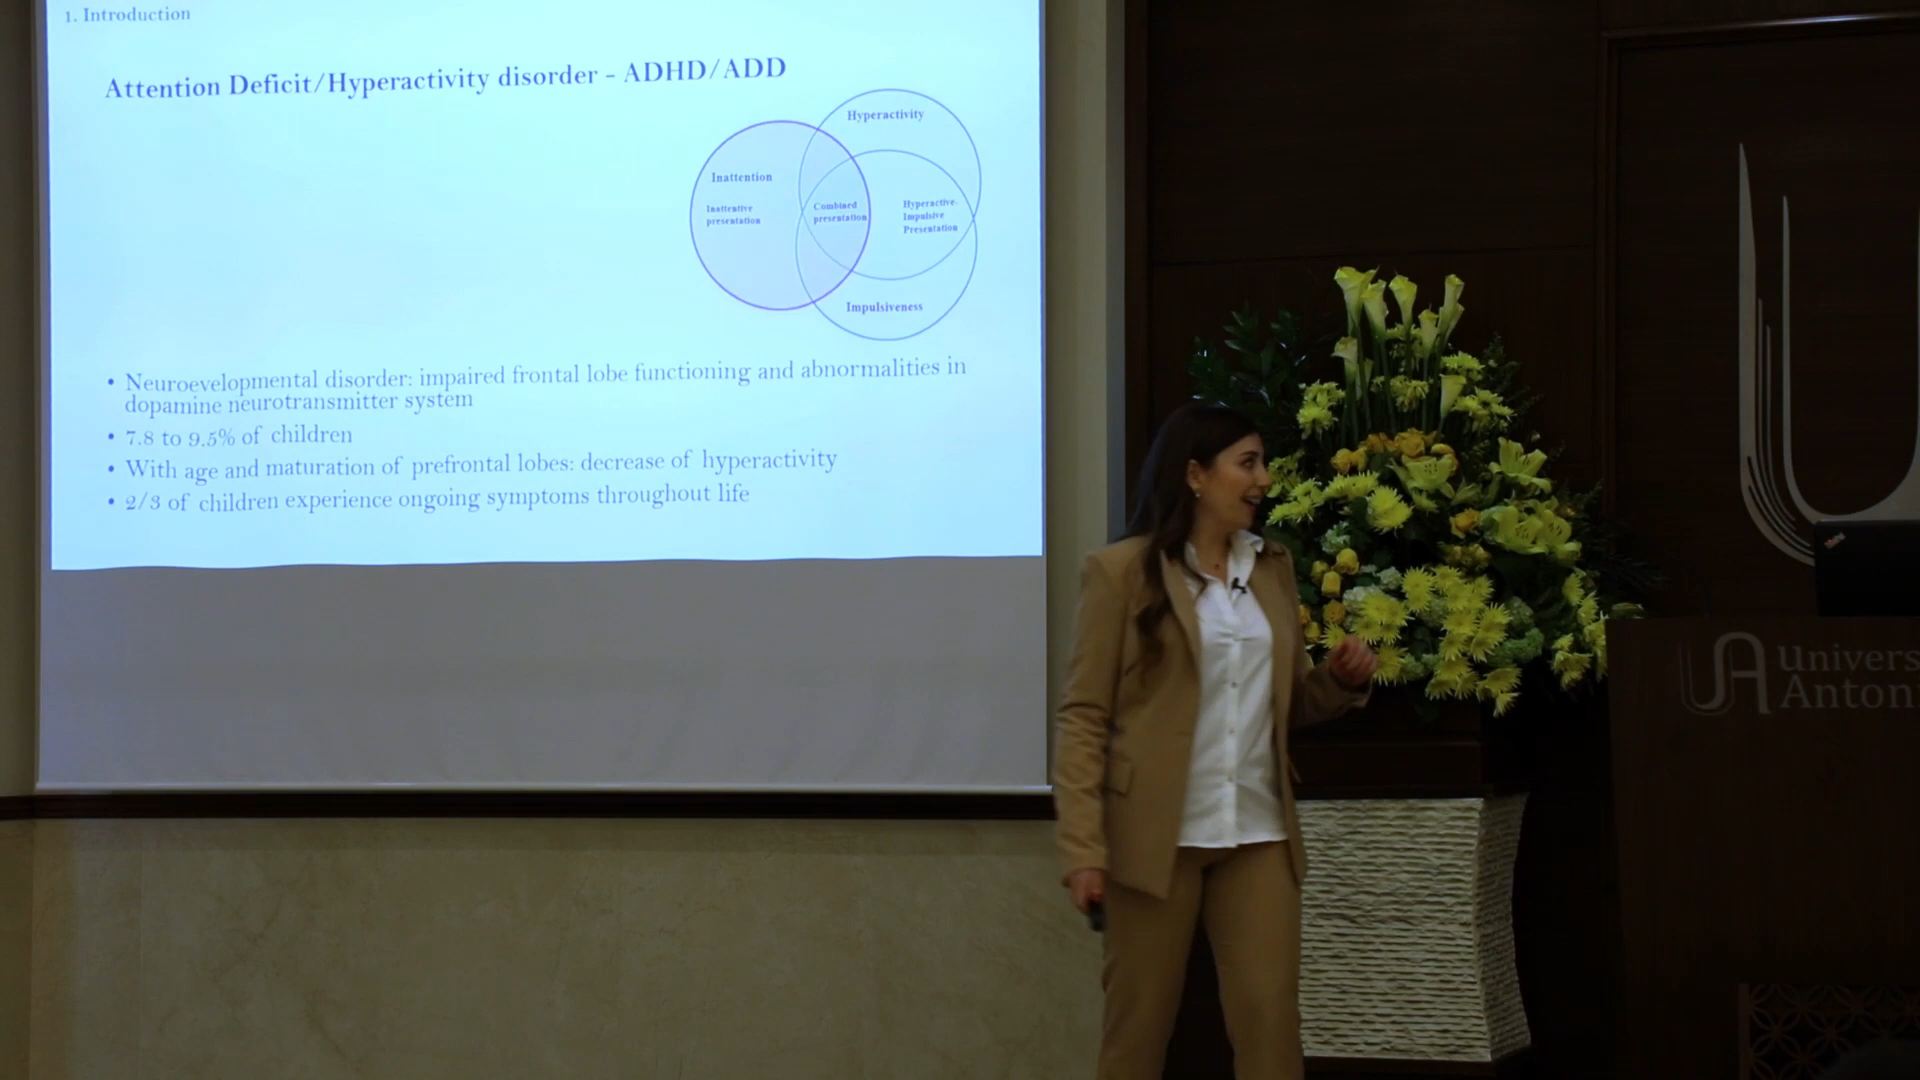 1. Introduction
Attention Deficit/Hyperactivity disorder - ADHD/ADD
Hyperactivity
Inattention
Inattentive
presentation
Combined
presentation
Hyperactive-
Impulsive
Presentation
Impulsiveness
• Neuroevelopmental disorder: impaired frontal lobe functioning and abnormalities in
dopamine neurotransmitter system
• 7.8 to 9.5% of children
• With age and maturation of prefrontal lobes: decrease of hyperactivity
• 2/3 of children experience ongoing symptoms throughout life
UA
Univers
Anton